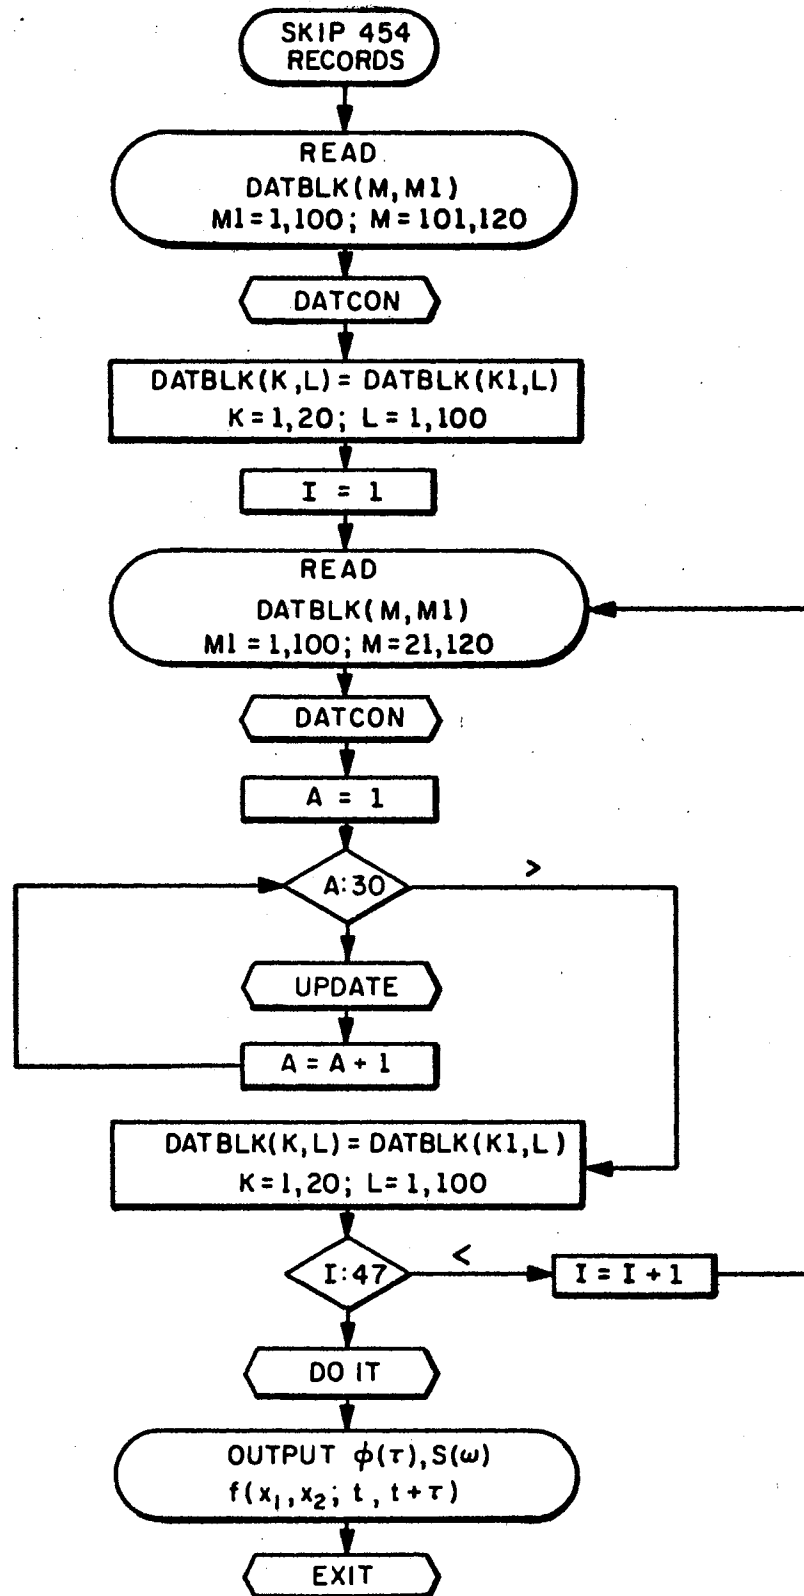 SKIP 454
RECORDS
READ
DATBLK(M,M1)
M1=1,100; M=101,120
DATCON
DATBLK(K,L)=DATBLK(K1,L)
K=1,20; L=1,100
I = 1
READ
DATBLK(M,M1)
M1=1,100; M=21,120
DATCON
A = 1
A:30
>
UPDATE
A = A + 1
DATBLK(K,L)=DATBLK(K1,L)
K=1,20; L=1,100
I:47
<
I = I + 1
DO IT
OUTPUT ϕ(τ),S(ω)
f(x₁,x₂; t, t+τ)
EXIT